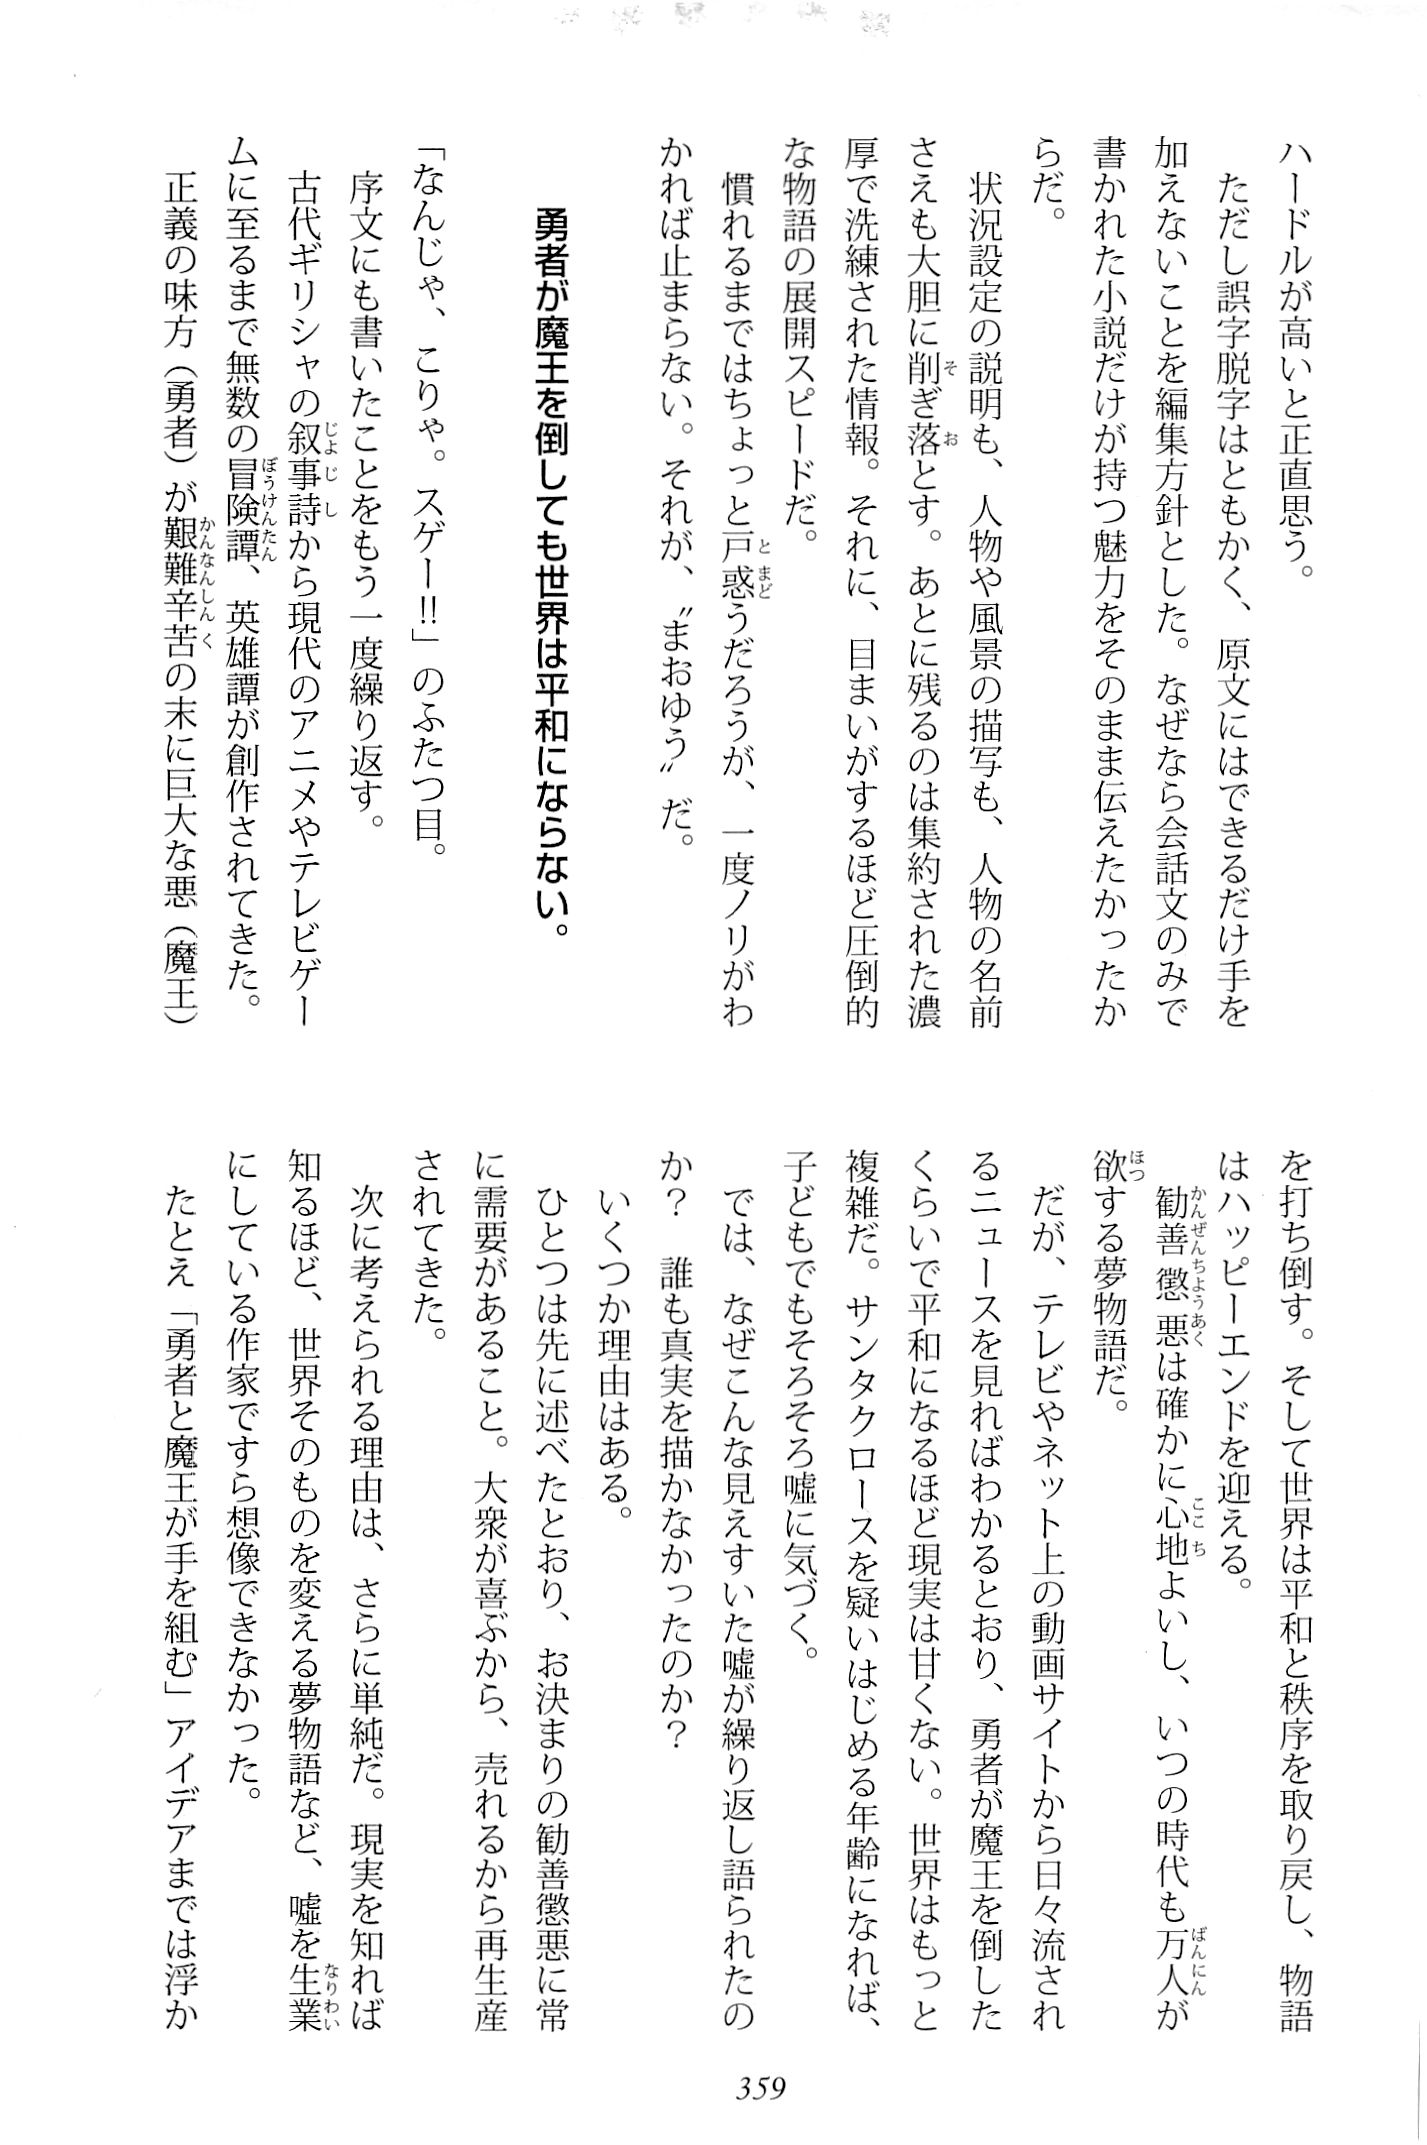 ハードルが高いと正直思う。
ただし誤字脱字はともかく、原文にはできるだけ手を
加えないことを編集方針とした。なぜなら会話文のみで
書かれた小説だけが持つ魅力をそのまま伝えたかったか
らだ。
状況設定の説明も、人物や風景の描写も、人物の名前
さえも大胆に削ぎ落とす。あとに残るのは集約された濃
厚で洗練された情報。それに、目まいがするほど圧倒的
な物語の展開スピードだ。
慣れるまではちょっと戸惑うだろうが、一度ノリがわ
かれば止まらない。それが、〝まおゆう〟だ。
勇者が魔王を倒しても世界は平和にならない。
「なんじゃ、こりゃ。スゲー!!」のふたつ目。
序文にも書いたことをもう一度繰り返す。
古代ギリシャの叙事詩から現代のアニメやテレビゲー
ムに至るまで無数の冒険譚、英雄譚が創作されてきた。
正義の味方（勇者）が艱難辛苦の末に巨大な悪（魔王）
を打ち倒す。そして世界は平和と秩序を取り戻し、物語
はハッピーエンドを迎える。
勧善懲悪は確かに心地よいし、いつの時代も万人が
欲する夢物語だ。
だが、テレビやネット上の動画サイトから日々流され
るニュースを見ればわかるとおり、勇者が魔王を倒した
くらいで平和になるほど現実は甘くない。世界はもっと
複雑だ。サンタクロースを疑いはじめる年齢になれば、
子どもでもそろそろ嘘に気づく。
では、なぜこんな見えすいた嘘が繰り返し語られたの
か？　誰も真実を描かなかったのか？
いくつか理由はある。
ひとつは先に述べたとおり、お決まりの勧善懲悪に常
に需要があること。大衆が喜ぶから、売れるから再生産
されてきた。
次に考えられる理由は、さらに単純だ。現実を知れば
知るほど、世界そのものを変える夢物語など、嘘を生業
にしている作家ですら想像できなかった。
たとえ「勇者と魔王が手を組む」アイデアまでは浮か
359